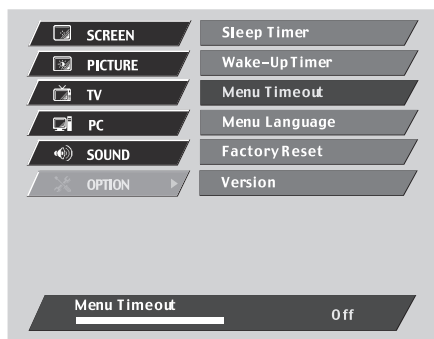 SCREEN
PICTURE
TV
PC
SOUND
OPTION
Sleep Timer
Wake-Up Timer
Menu Timeout
Menu Language
Factory Reset
Version
Menu Timeout
Off